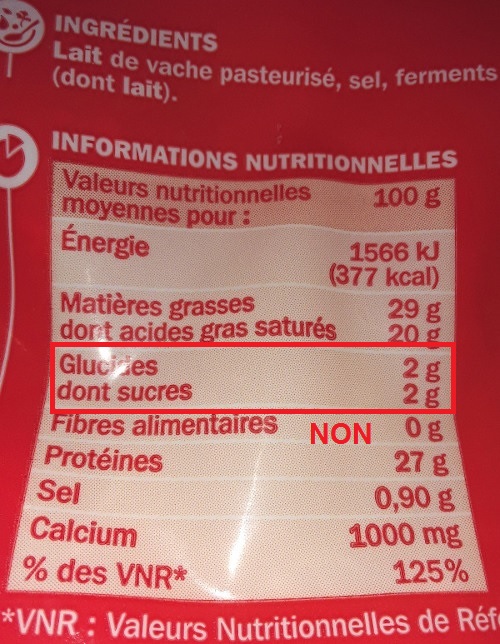 INGRÉDIENTS
Lait de vache pasteurisé, sel, ferments
(dont lait).
INFORMATIONS NUTRITIONNELLES
Valeurs nutritionnelles
moyennes pour : 100 g
Énergie 1566 kJ
(377 kcal)
Matières grasses 29 g
dont acides gras saturés 20 g
Glucides 2 g
dont sucres 2 g
Fibres alimentaires NON 0 g
Protéines 27 g
Sel 0,90 g
Calcium 1000 mg
% des VNR* 125%
*VNR : Valeurs Nutritionnelles de Réf